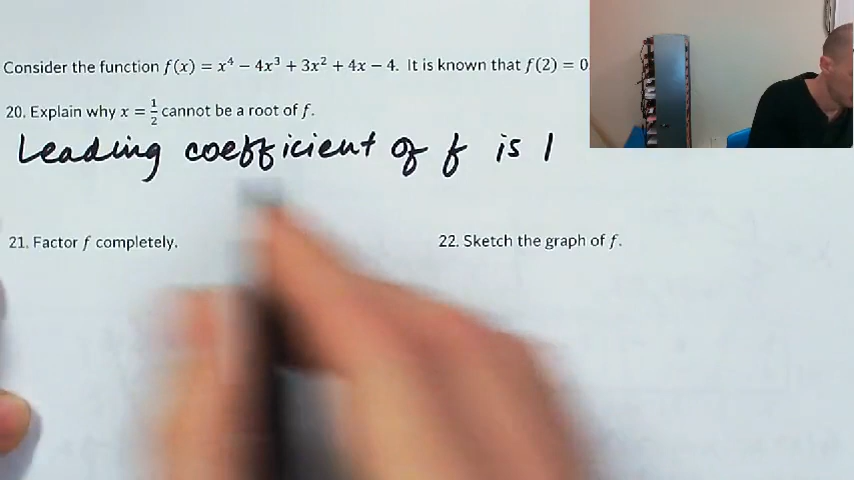 Consider the function f(x) = x⁴ − 4x³ + 3x² + 4x − 4. It is known that f(2) = 0
20. Explain why x = 1/2 cannot be a root of f.
Leading coefficient of f is 1
21. Factor f completely.
22. Sketch the graph of f.